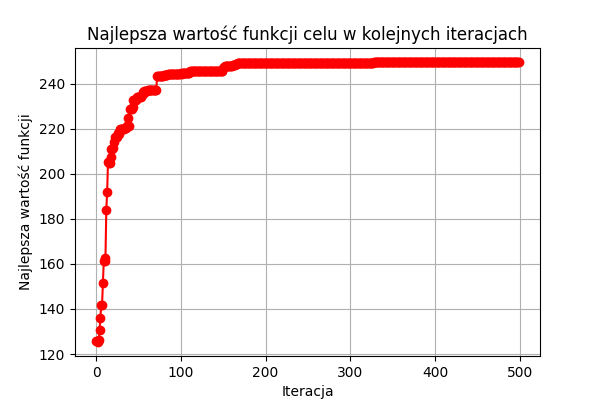 Najlepsza wartość funkcji celu w kolejnych iteracjach
Najlepsza wartość funkcji
240
220
200
180
160
140
120
0 100 200 300 400 500
Iteracja